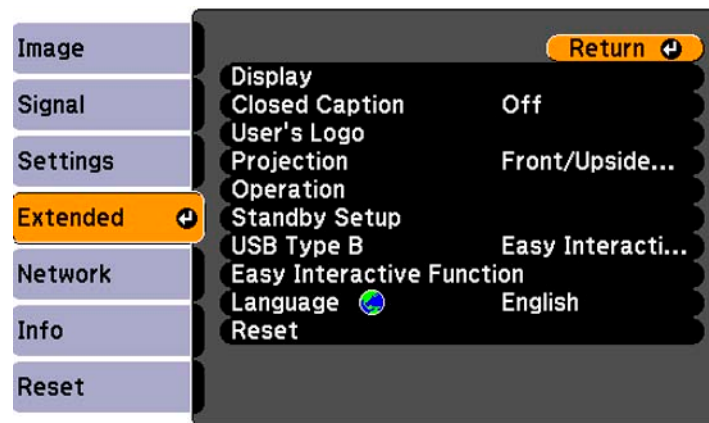 Image
Signal
Settings
Extended
Network
Info
Reset
Return
Display
Closed Caption Off
User's Logo
Projection Front/Upside...
Operation
Standby Setup
USB Type B Easy Interacti...
Easy Interactive Function
Language English
Reset